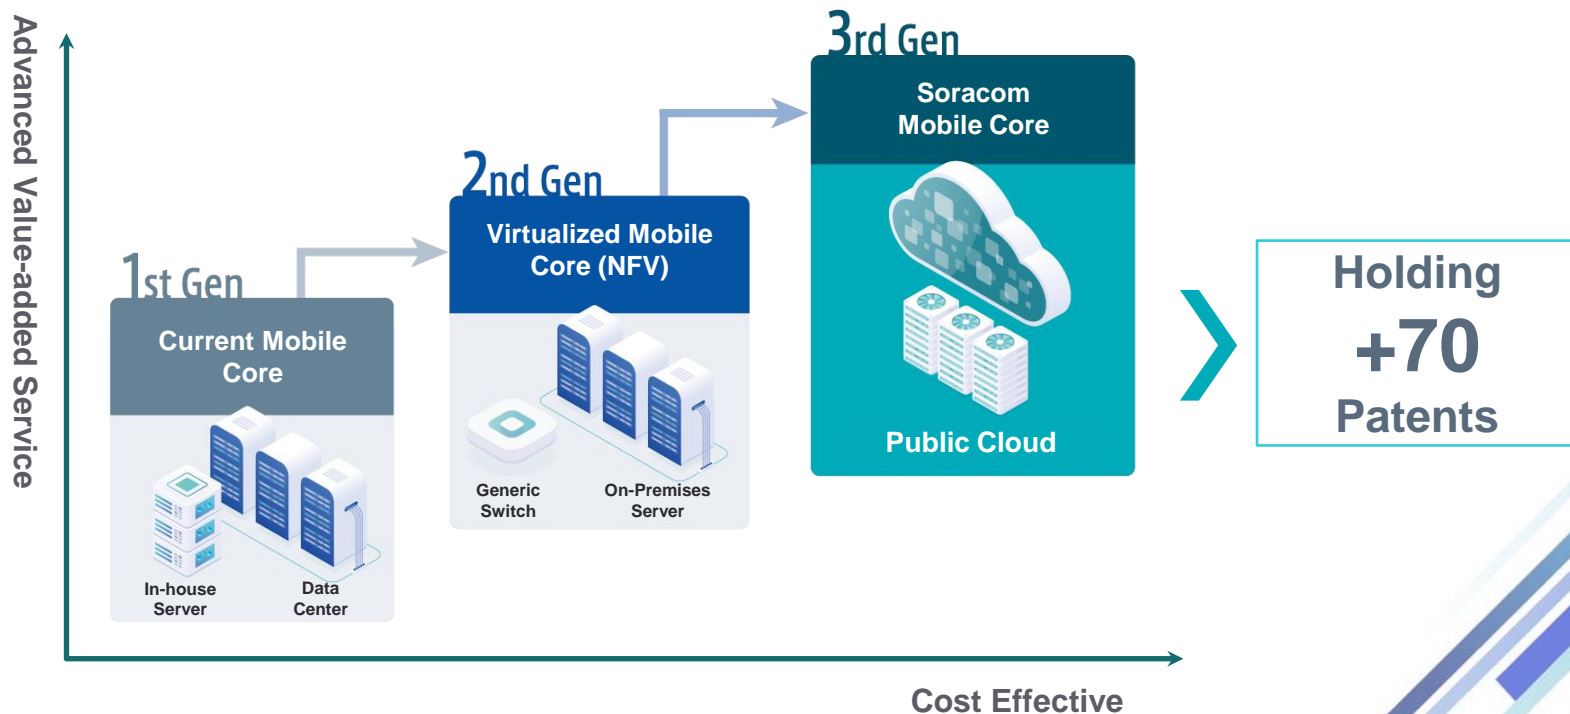 Advanced Value-added Service
1st Gen
Current Mobile
Core
In-house
Server
Data
Center
2nd Gen
Virtualized Mobile
Core (NFV)
Generic
Switch
On-Premises
Server
3rd Gen
Soracom
Mobile Core
Public Cloud
Holding
+70
Patents
Cost Effective